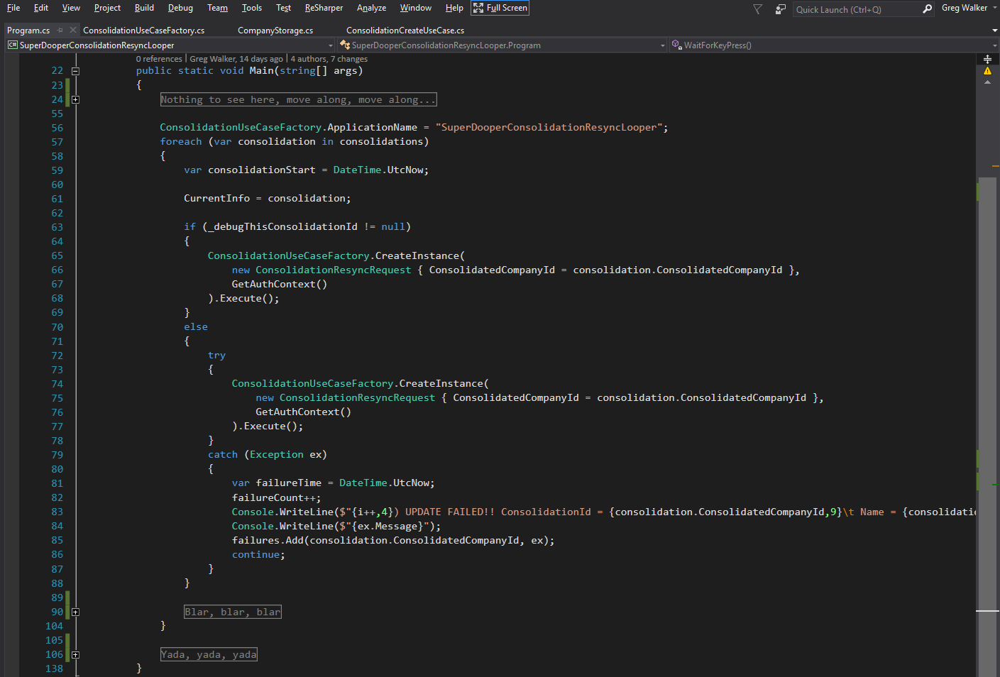 File Edit View Project Build Debug Team Tools Test ReSharper Analyze Window Help Full Screen Quick Launch (Ctrl+Q) Greg Walker
Program.cs ConsolidationUseCaseFactory.cs CompanyStorage.cs ConsolidationCreateUseCase.cs
C# SuperDooperConsolidationResyncLooper SuperDooperConsolidationResyncLooper.Program WaitForKeyPress()
0 references | Greg Walker, 14 days ago | 4 authors, 7 changes
22 public static void Main(string[] args)
23 {
24 Nothing to see here, move along, move along...
55
56 ConsolidationUseCaseFactory.ApplicationName = "SuperDooperConsolidationResyncLooper";
57 foreach (var consolidation in consolidations)
58 {
59 var consolidationStart = DateTime.UtcNow;
60
61 CurrentInfo = consolidation;
62
63 if (_debugThisConsolidationId != null)
64 {
65 ConsolidationUseCaseFactory.CreateInstance(
66 new ConsolidationResyncRequest { ConsolidatedCompanyId = consolidation.ConsolidatedCompanyId },
67 GetAuthContext()
68 ).Execute();
69 }
70 else
71 {
72 try
73 {
74 ConsolidationUseCaseFactory.CreateInstance(
75 new ConsolidationResyncRequest { ConsolidatedCompanyId = consolidation.ConsolidatedCompanyId },
76 GetAuthContext()
77 ).Execute();
78 }
79 catch (Exception ex)
80 {
81 var failureTime = DateTime.UtcNow;
82 failureCount++;
83 Console.WriteLine($"{i++,4}) UPDATE FAILED!! ConsolidationId = {consolidation.ConsolidatedCompanyId,9}\t Name = {consolidatio
84 Console.WriteLine($"{ex.Message}");
85 failures.Add(consolidation.ConsolidatedCompanyId, ex);
86 continue;
87 }
88 }
89
90 Blar, blar, blar
104 }
105
106 Yada, yada, yada
138 }